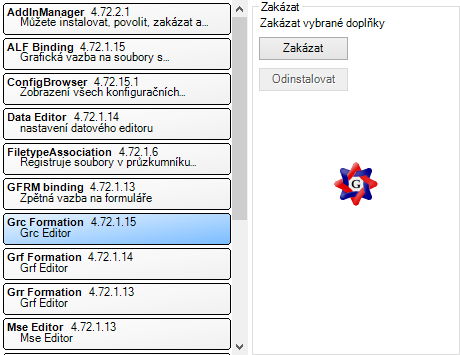 AddInManager 4.72.2.1
Můžete instalovat, povolit, zakázat a...
ALF Binding 4.72.1.15
Grafická vazba na soubory s...
ConfigBrowser 4.72.15.1
Zobrazení všech konfiguračních...
Data Editor 4.72.1.14
nastavení datového editoru
FiletypeAssociation 4.72.1.6
Registruje soubory v průzkumníku...
GFRM binding 4.72.1.13
Zpětná vazba na formuláře
Grc Formation 4.72.1.15
Grc Editor
Grf Formation 4.72.1.14
Grf Editor
Grr Formation 4.72.1.13
Grr Editor
Mse Editor 4.72.1.13
Mse Editor
Zakázat
Zakázat vybrané doplňky
Zakázat
Odinstalovat
G